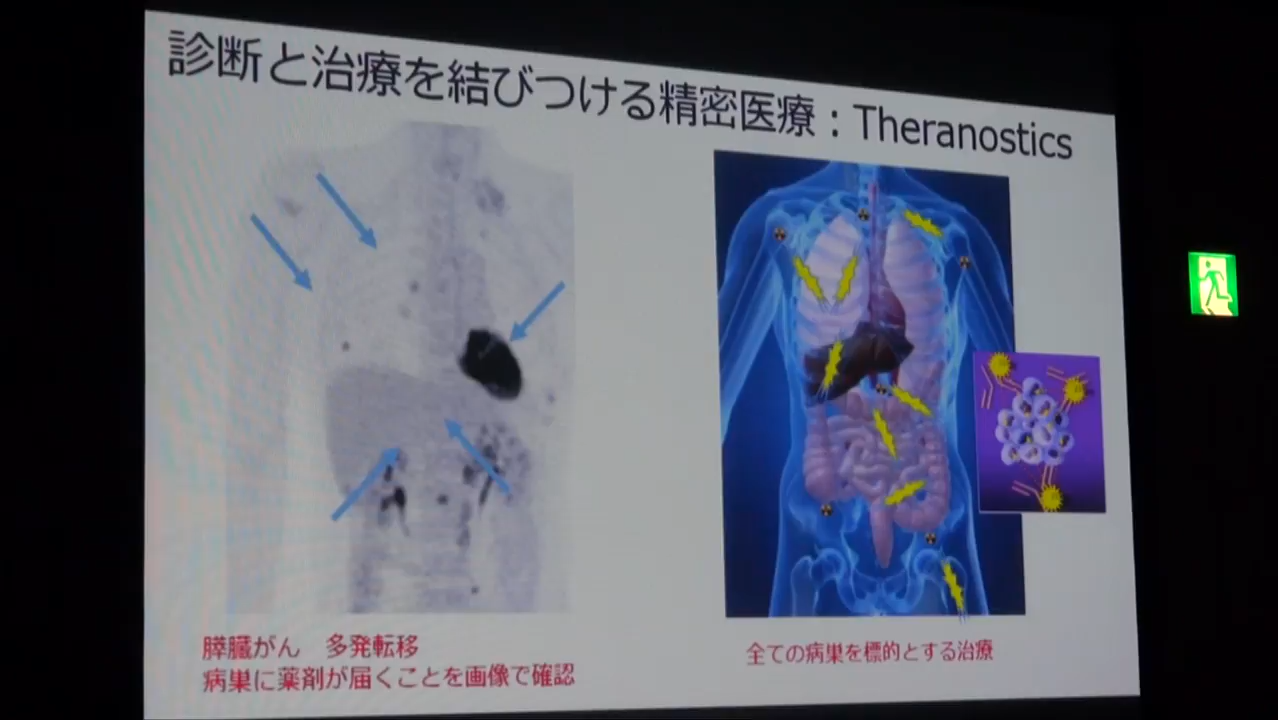 診断と治療を結びつける精密医療：Theranostics
膵臓がん　多発転移
病巣に薬剤が届くことを画像で確認
全ての病巣を標的とする治療